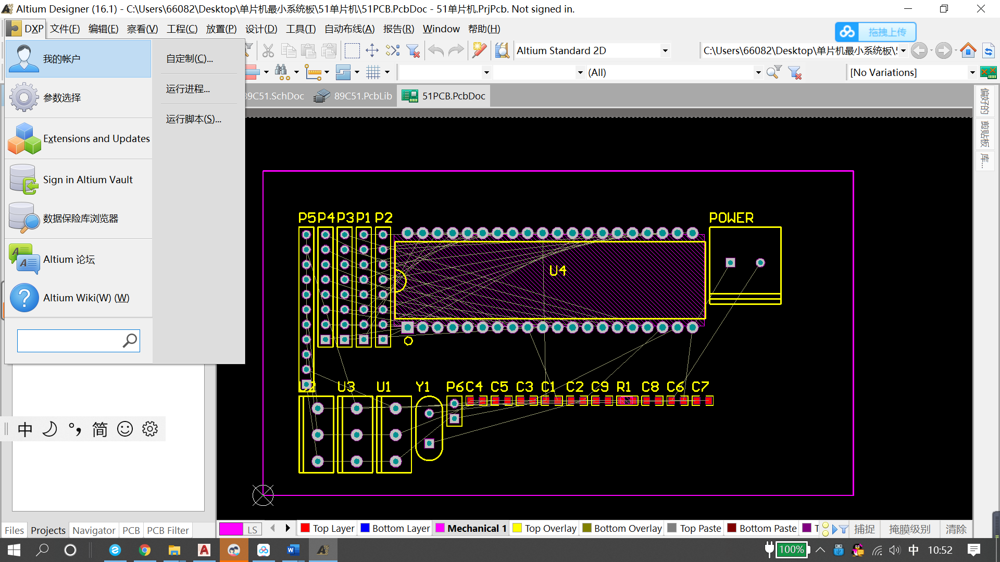 Altium Designer (16.1) - C:\Users\66082\Desktop\单片机最小系统板\51单片机\51PCB.PcbDoc - 51单片机.PrjPcb. Not signed in.
DXP 文件(F) 编辑(E) 察看(V) 工程(C) 放置(P) 设计(D) 工具(T) 自动布线(A) 报告(R) Window 帮助(H)
拖拽上传
我的帐户
参数选择
Extensions and Updates
Sign in Altium Vault
数据保险库浏览器
Altium 论坛
Altium Wiki(W) (W)
自定制(C)...
运行进程...
运行脚本(S)...
Altium Standard 2D
C:\Users\66082\Desktop\单片机最小系统板\
(All)
[No Variations]
89C51.SchDoc 89C51.PcbLib 51PCB.PcbDoc
偏好的
剪贴板
库...
P5 P4 P3 P1 P2
POWER
U4
U3 U1 Y1 P6 C4 C5 C3 C1 C2 C9 R1 C8 C6 C7
中 °, 简
Files Projects Navigator PCB PCB Filter
LS Top Layer Bottom Layer Mechanical 1 Top Overlay Bottom Overlay Top Paste Bottom Paste T 捕捉 掩膜级别 清除
100% 中 10:52